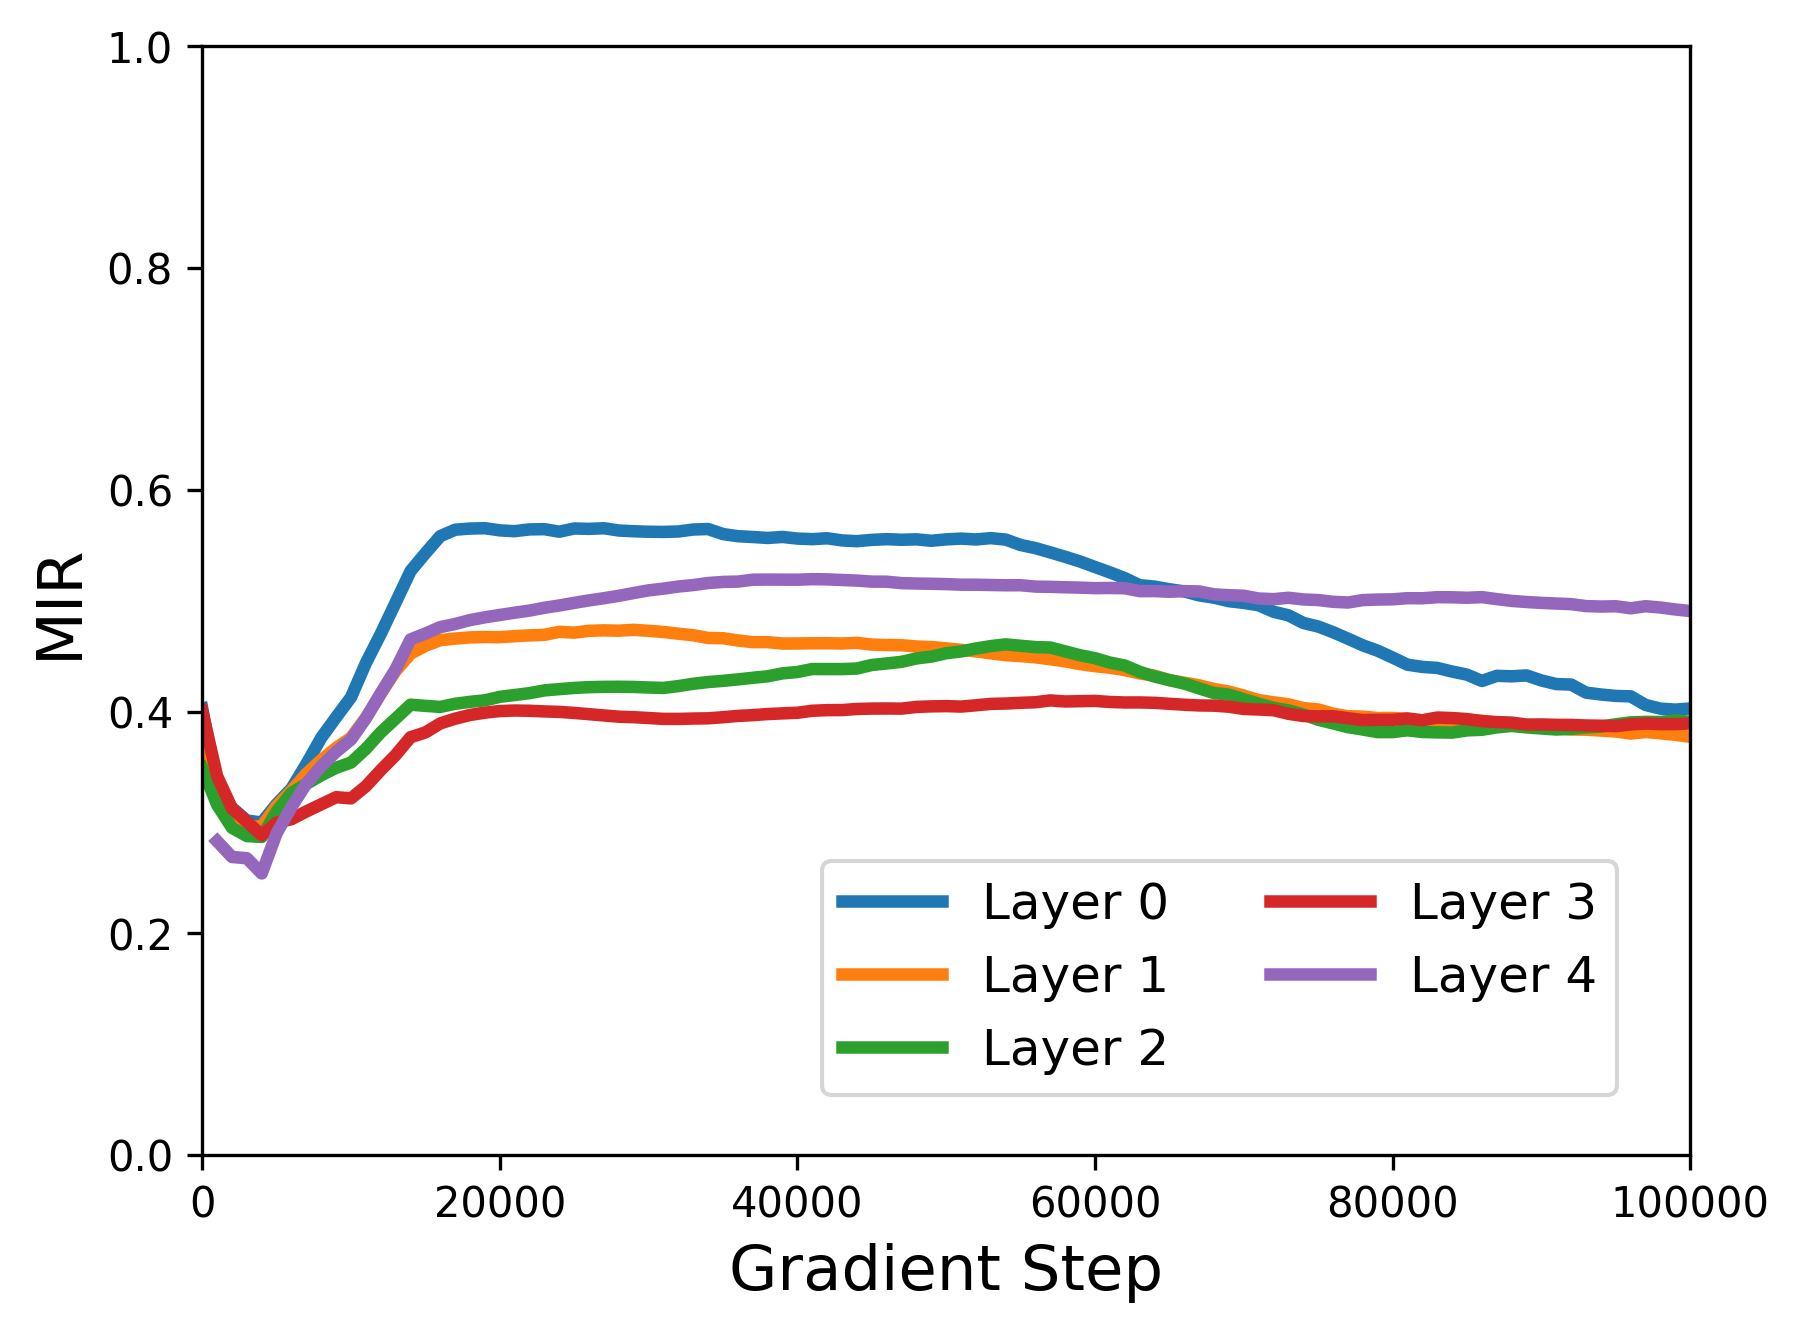 MIR
1.0
0.8
0.6
0.4
0.2
0.0
0 20000 40000 60000 80000 100000
Gradient Step
Layer 0
Layer 1
Layer 2
Layer 3
Layer 4